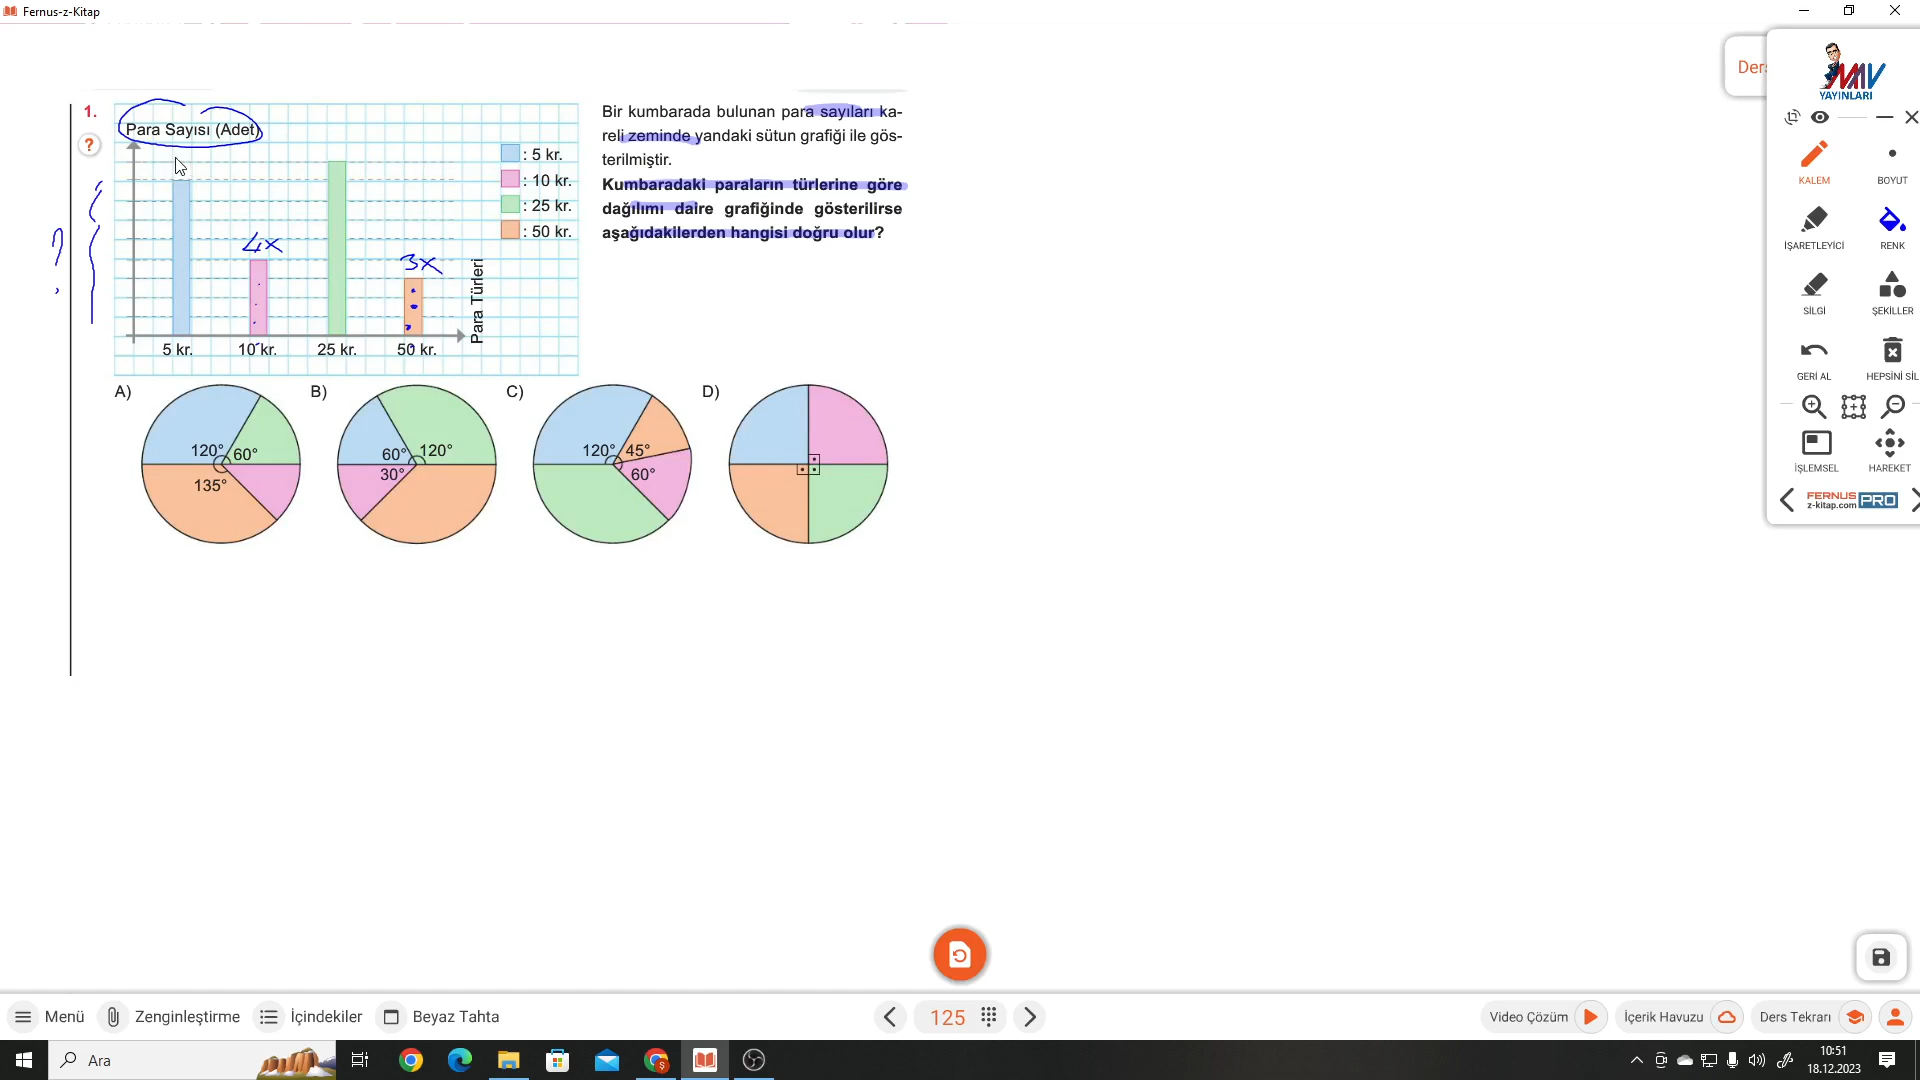 Fernus-z-Kitap
Ders
MAV
YAYINLARI
1.
?
Para Sayısı (Adet)
: 5 kr.
: 10 kr.
: 25 kr.
: 50 kr.
4x
3x
?
Para Türleri
5 kr.
10 kr.
25 kr.
50 kr.
Bir kumbarada bulunan para sayıları ka-
reli zeminde yandaki sütun grafiği ile gös-
terilmiştir.
Kumbaradaki paraların türlerine göre
dağılımı daire grafiğinde gösterilirse
aşağıdakilerden hangisi doğru olur?
A)
120°
60°
135°
B)
60°
120°
30°
C)
120°
45°
60°
D)
KALEM
BOYUT
İŞARETLEYİCİ
RENK
SİLGİ
ŞEKİLLER
GERİ AL
HEPSİNİ SİL
İŞLEMSEL
HAREKET
FERNUS
z-kitap.com
PRO
Menü
Zenginleştirme
İçindekiler
Beyaz Tahta
125
Video Çözüm
İçerik Havuzu
Ders Tekrarı
Ara
10:51
18.12.2023